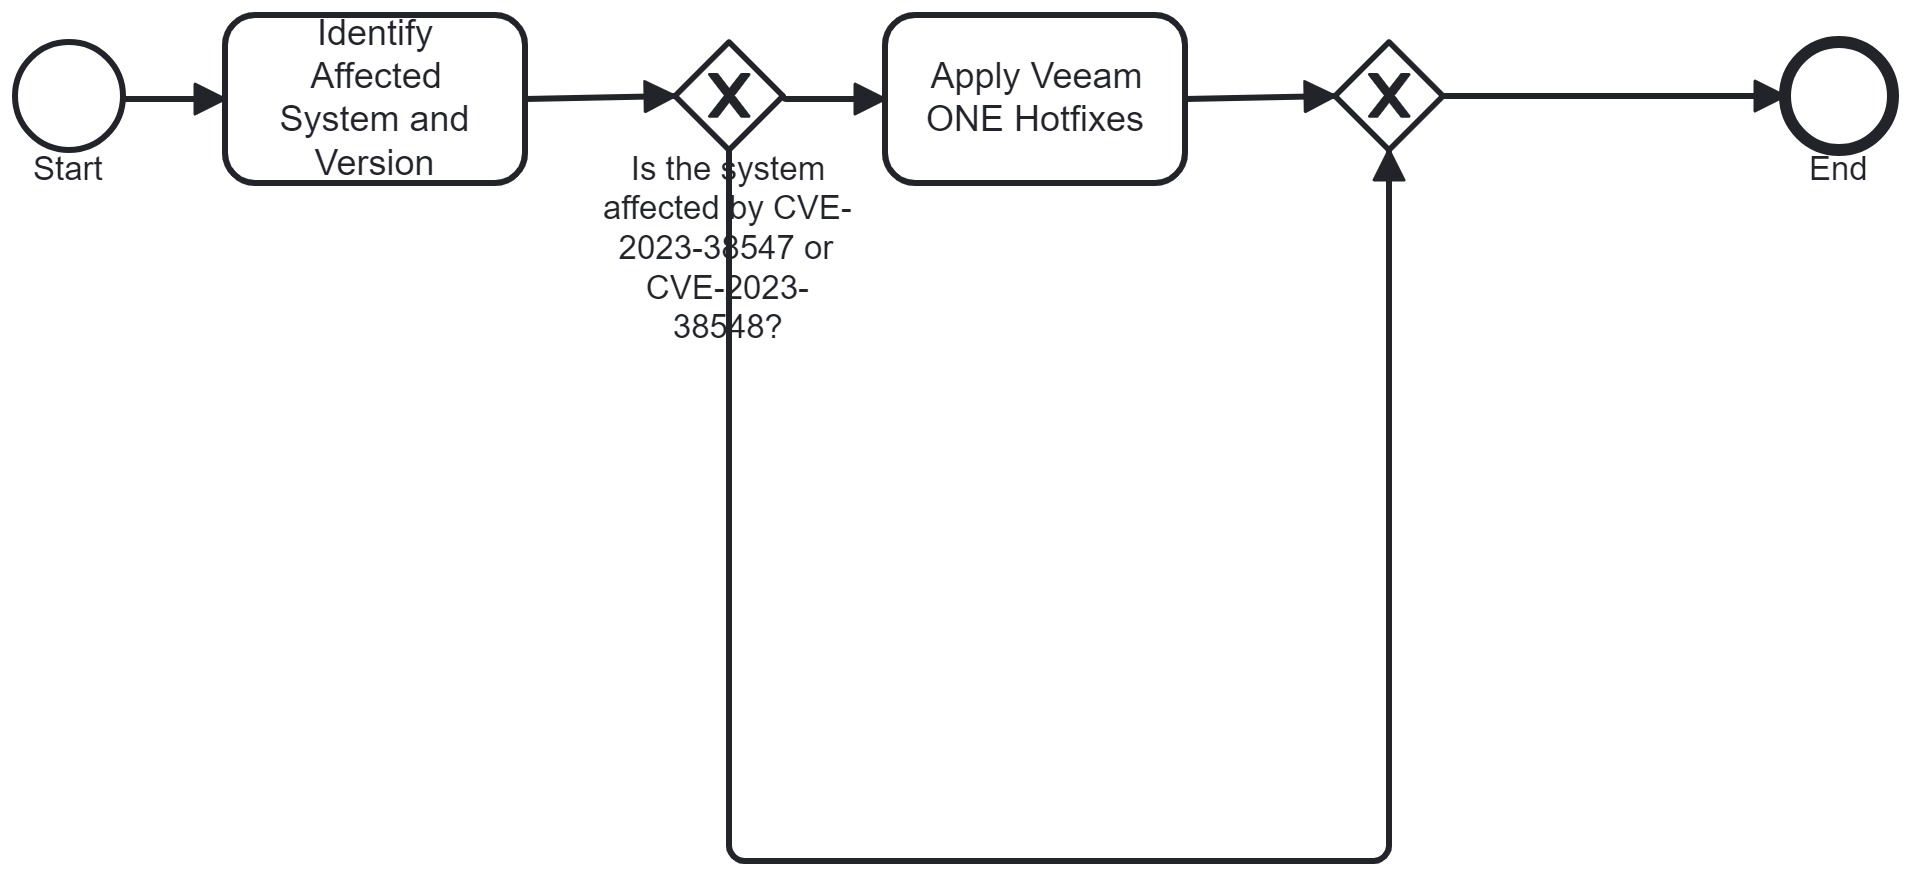 Identify
Affected
System and
Version
Apply Veeam
ONE Hotfixes
Start
Is the system
affected by CVE-
2023-38547 or
CVE-2023-
38548?
End